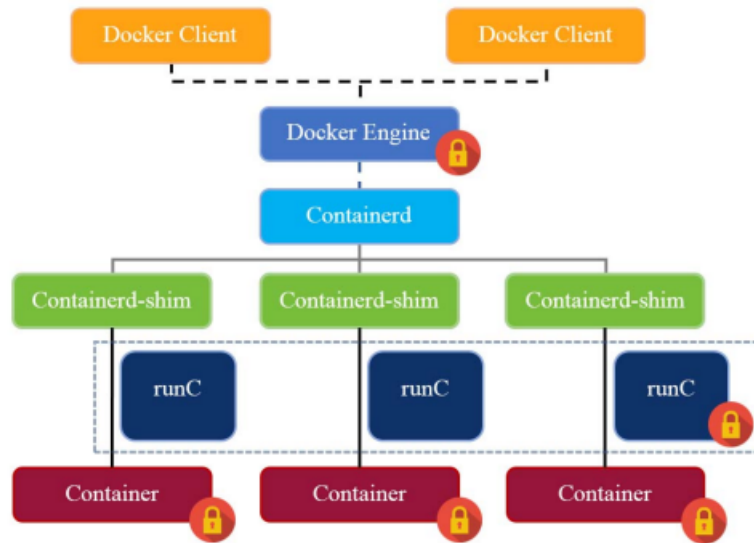 Docker Client
Docker Client
Docker Engine
Containerd
Containerd-shim
Containerd-shim
Containerd-shim
runC
runC
runC
Container
Container
Container